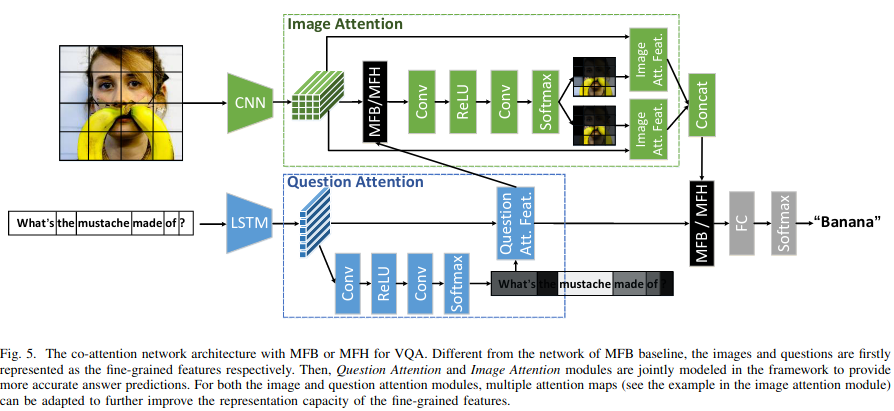 Image Attention
CNN
MFB/MFH
Conv
ReLU
Conv
Softmax
Image
Att. Feat.
Image
Att. Feat.
Concat
Question Attention
What's the mustache made of ?
LSTM
Conv
ReLU
Conv
Softmax
Question
Att. Feat.
What's the mustache made of ?
MFB / MFH
FC
Softmax
“Banana”
Fig. 5. The co-attention network architecture with MFB or MFH for VQA. Different from the network of MFB baseline, the images and questions are firstly
represented as the fine-grained features respectively. Then, Question Attention and Image Attention modules are jointly modeled in the framework to provide
more accurate answer predictions. For both the image and question attention modules, multiple attention maps (see the example in the image attention module)
can be adapted to further improve the representation capacity of the fine-grained features.